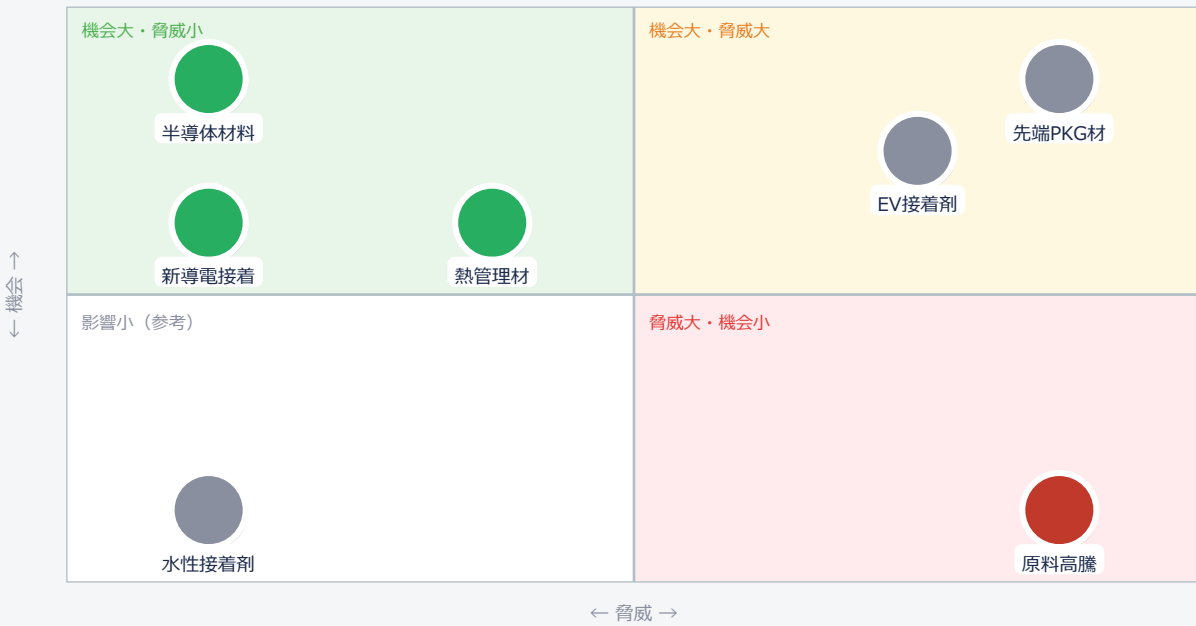 機会大・脅威小
機会大・脅威大
半導体材料
先端PKG材
EV接着剤
新導電接着
熱管理材
← 機会 →
影響小（参考）
脅威大・機会小
水性接着剤
原料高騰
← 脅威 →